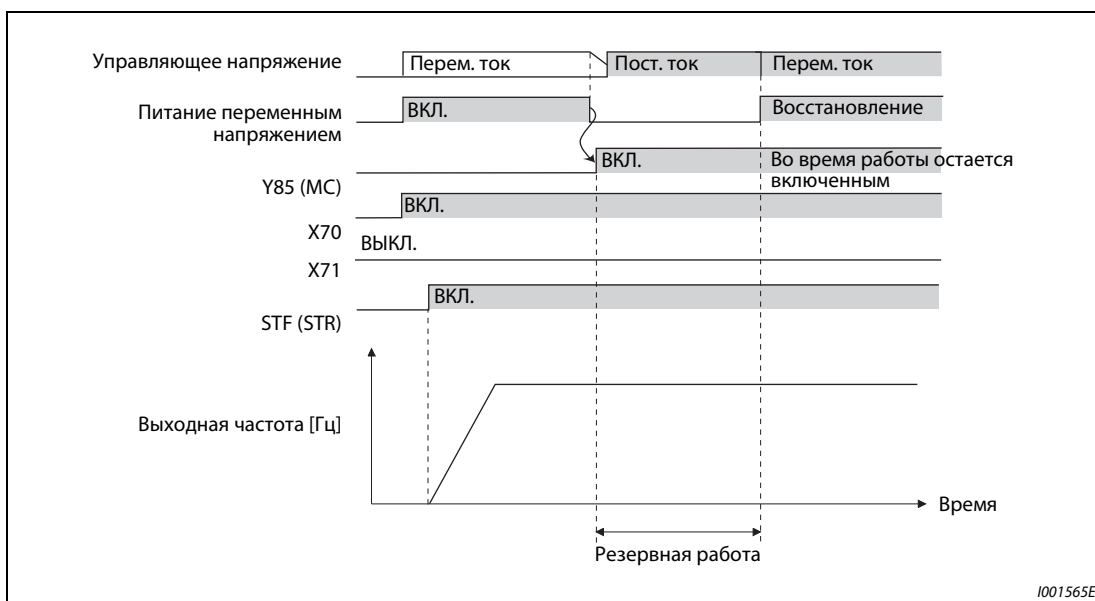 Управляющее напряжение
Перем. ток
Пост. ток
Перем. ток
Питание переменным
напряжением
ВКЛ.
Восстановление
Y85 (MC)
ВКЛ.
Во время работы остается
включенным
X70
ВКЛ.
X71
ВЫКЛ.
STF (STR)
ВКЛ.
Выходная частота [Гц]
Время
Резервная работа
I001565E